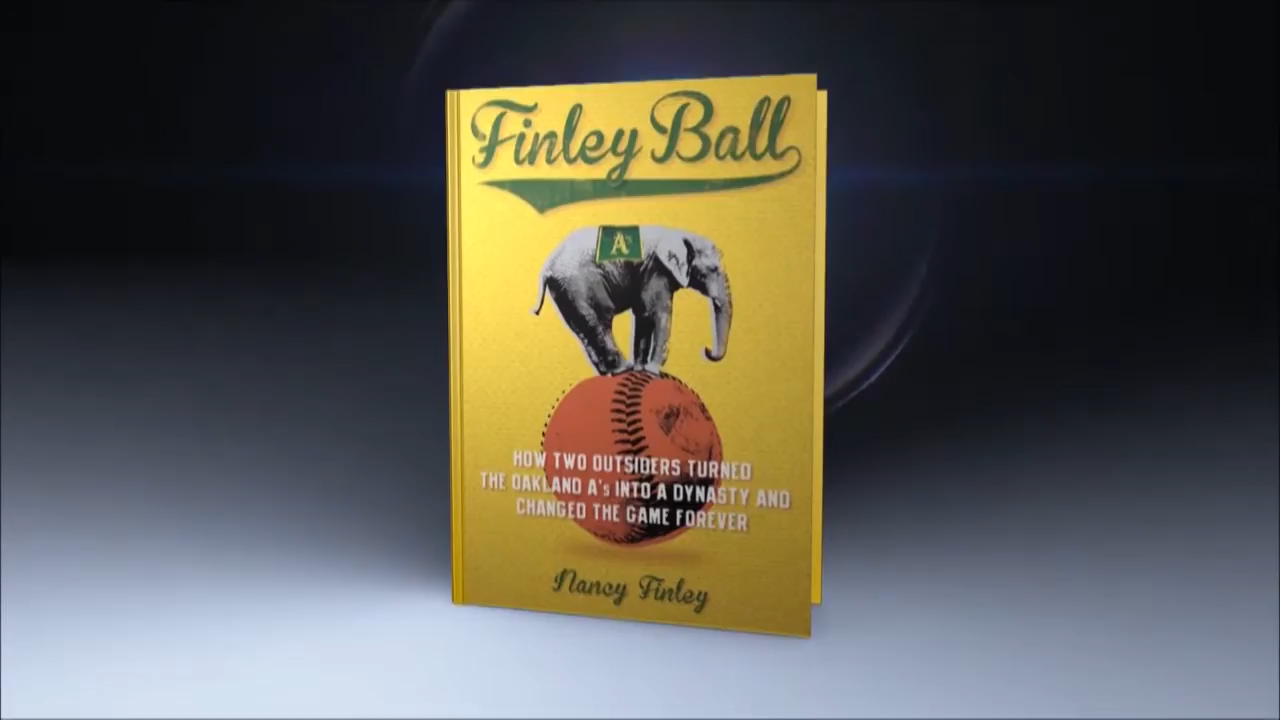 Finley Ball
A's
HOW TWO OUTSIDERS TURNED
THE OAKLAND A's INTO A DYNASTY AND
CHANGED THE GAME FOREVER
Nancy Finley